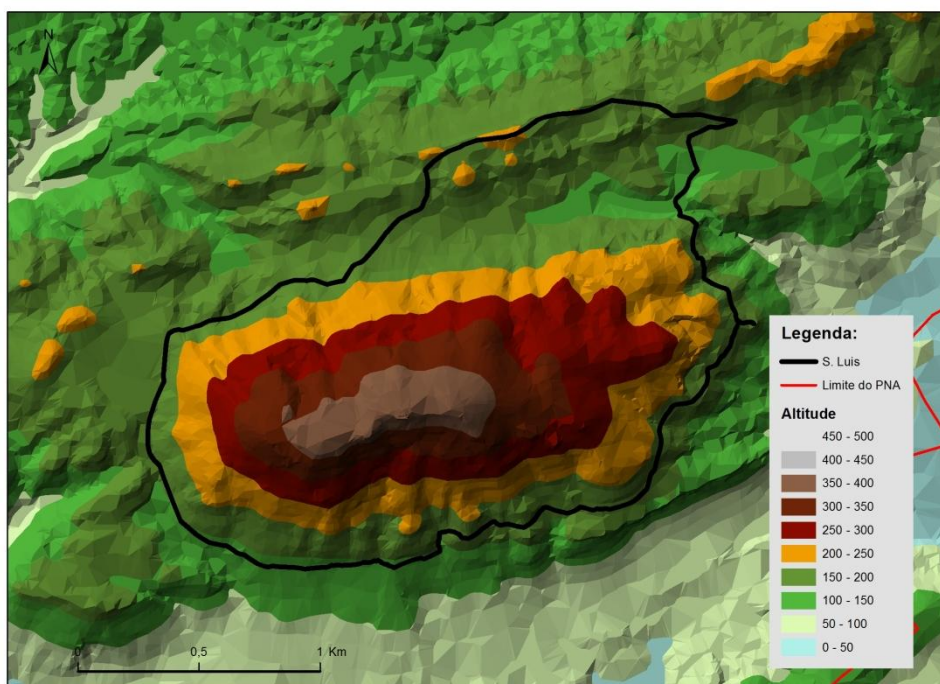 N
Legenda:
S. Luis
Limite do PNA
Altitude
450 - 500
400 - 450
350 - 400
300 - 350
250 - 300
200 - 250
150 - 200
100 - 150
50 - 100
0 - 50
0 0,5 1 Km